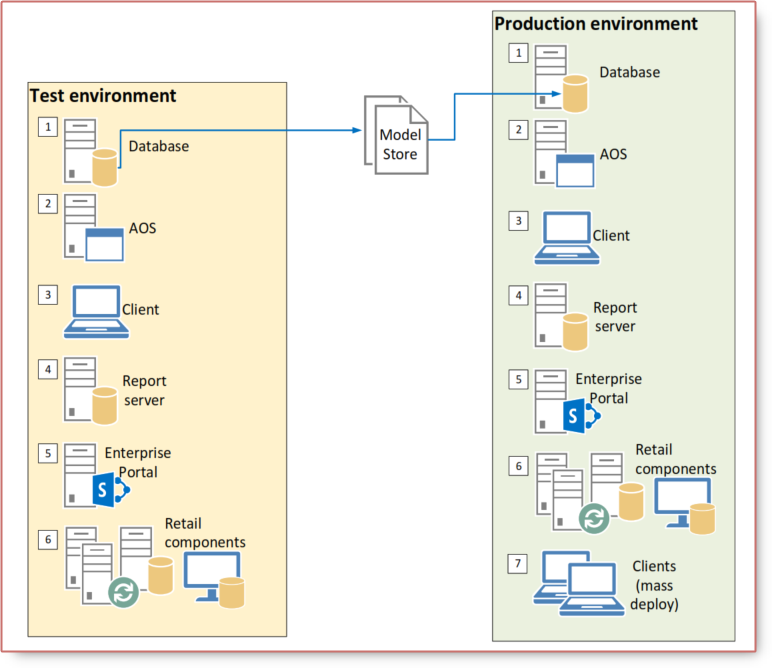 Test environment
1
Database
2
AOS
3
Client
4
Report
server
5
Enterprise
Portal
S
6
Retail
components
Model
Store
Production environment
1
Database
2
AOS
3
Client
4
Report
server
5
Enterprise
Portal
S
6
Retail
components
7
Clients
(mass
deploy)